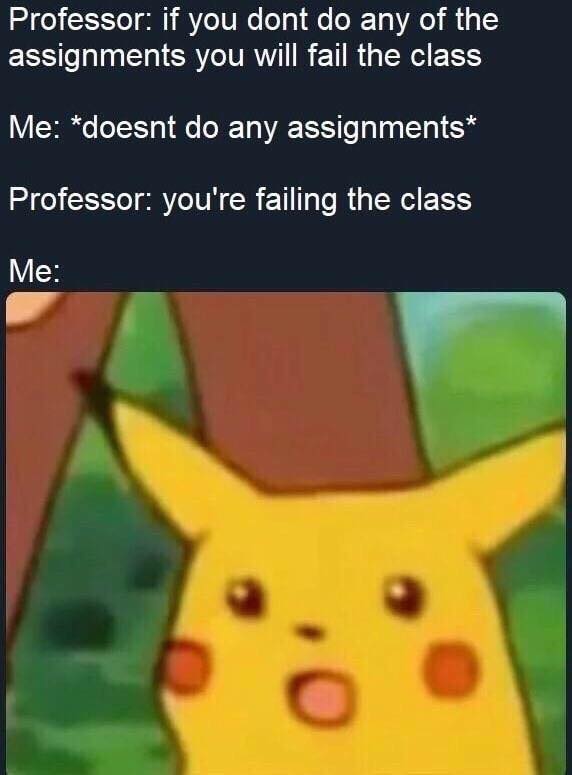 Professor: if you dont do any of the
assignments you will fail the class
Me: *doesnt do any assignments*
Professor: you're failing the class
Me: